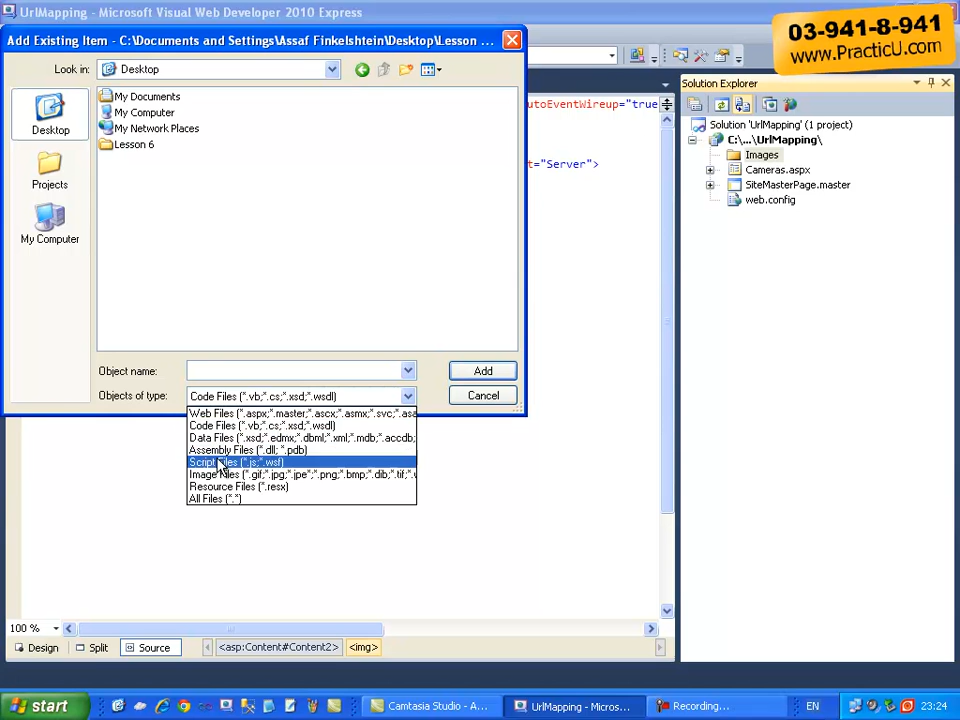 UrlMapping - Microsoft Visual Web Developer 2010 Express
03-941-8-941
www.PracticU.com
Add Existing Item - C:\Documents and Settings\Assaf Finkelshtein\Desktop\Lesson ...
Look in:
Desktop
Desktop
Projects
My Computer
My Documents
My Computer
My Network Places
Lesson 6
Object name:
Add
Objects of type:
Code Files (*.vb;*.cs;*.xsd;*.wsdl)
Cancel
Web Files (*.aspx;*.master;*.ascx;*.asmx;*.svc;*.asa
Code Files (*.vb;*.cs;*.xsd;*.wsdl)
Data Files (*.xsd;*.edmx;*.dbml;*.xml;*.mdb;*.accdb;
Assembly Files (*.dll; *.pdb)
Script Files (*.js;*.wsf)
Image Files (*.gif;*.jpg;*.jpe*;*.png;*.bmp;*.dib;*.tif;*.
Resource Files (*.resx)
All Files (*.*)
utoEventWireup="true
t="Server">
Solution Explorer
Solution 'UrlMapping' (1 project)
C:\...\UrlMapping\
Images
Cameras.aspx
SiteMasterPage.master
web.config
100 %
Design
Split
Source
<asp:Content#Content2>
<img>
start
Camtasia Studio - A...
UrlMapping - Micros...
Recording...
EN
23:24